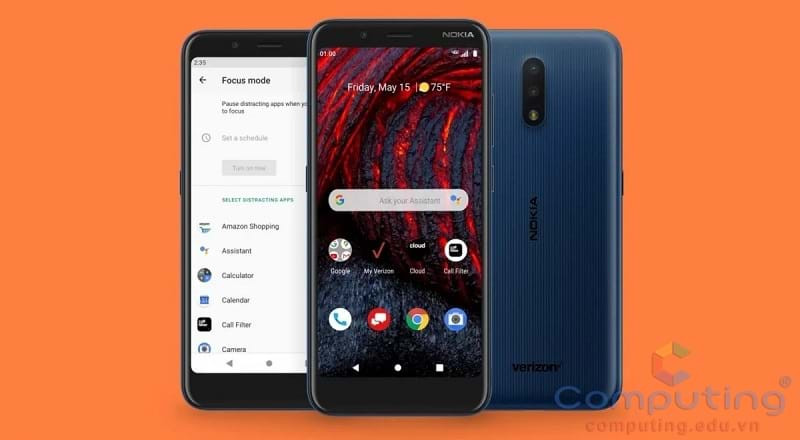 2:35
Focus mode
Pause distracting apps when you
to focus
Set a schedule
Turn on now
SELECT DISTRACTING APPS
Amazon Shopping
Assistant
Calculator
Calendar
Call Filter
Camera
NOKIA
01:00
Friday, May 15 | 75°F
Ask your Assistant
cloud
Google
My Verizon
Cloud
Call Filter
NOKIA
verizon
Computing®
computing.edu.vn